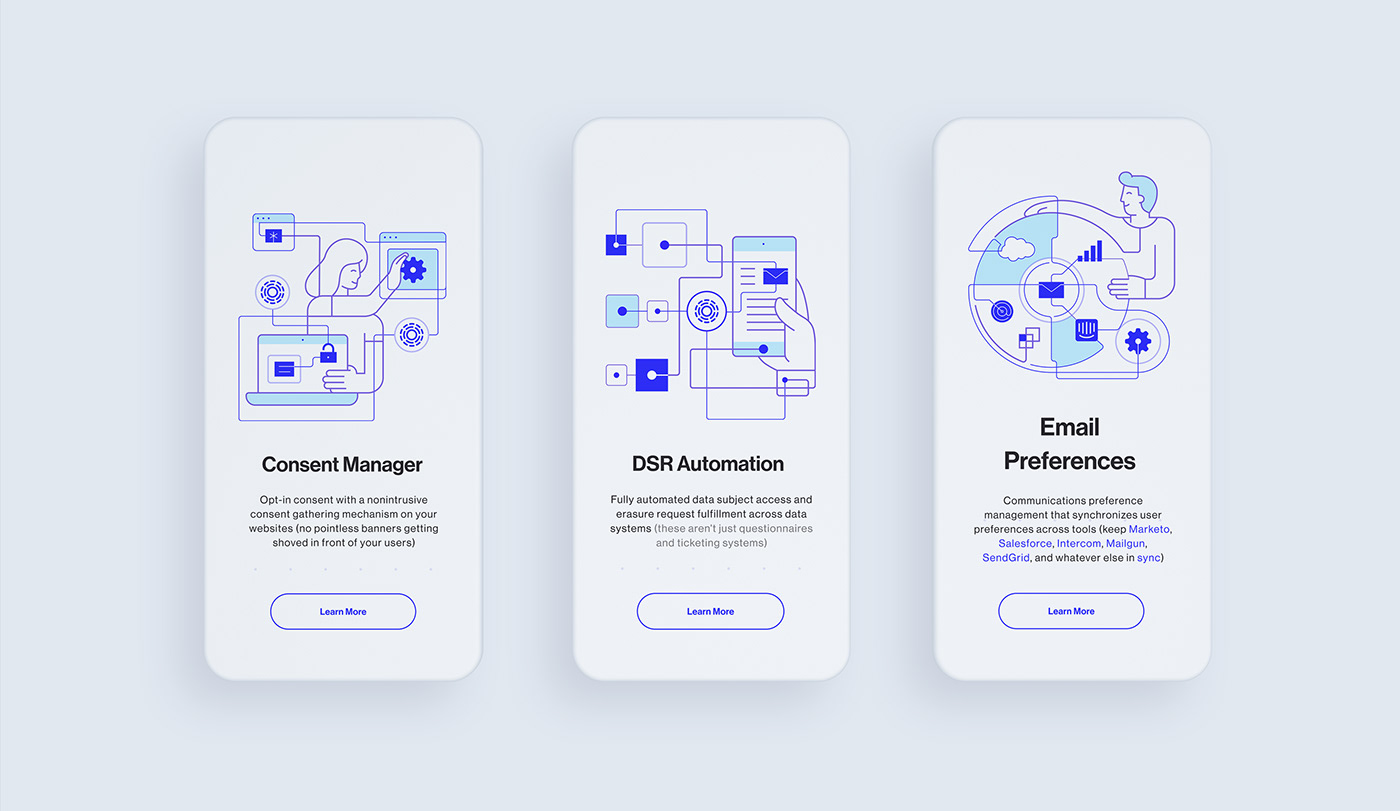 Consent Manager
Opt-in consent with a nonintrusive
consent gathering mechanism on your
websites (no pointless banners getting
shoved in front of your users)
Learn More
DSR Automation
Fully automated data subject access and
erasure request fulfillment across data
systems (these aren't just questionnaires
and ticketing systems)
Learn More
Email
Preferences
Communications preference
management that synchronizes user
preferences across tools (keep Marketo,
Salesforce, Intercom, Mailgun,
SendGrid, and whatever else in sync)
Learn More